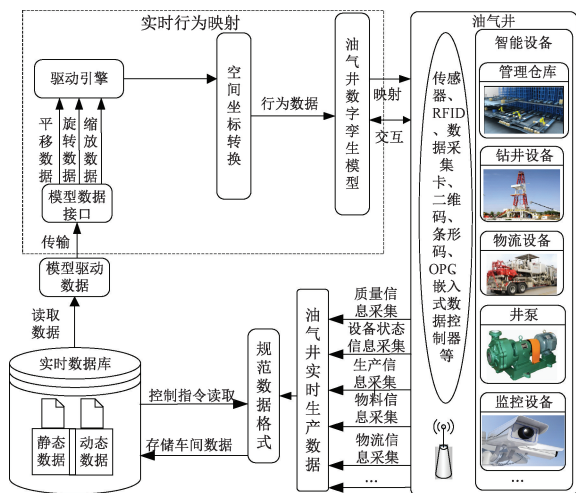 实时行为映射
驱动引擎
平移数据
旋转数据
缩放数据
模型数据
接口
传输
模型驱动
数据
读取
数据
实时数据库
静态
数据
动态
数据
空间坐标转换
行为数据
油气井数字孪生模型
映射
交互
控制指令读取
存储车间数据
规范数据格式
油气井实时生产数据
质量信
息采集
设备状态
信息采集
生产信
息采集
物料信
息采集
物流信
息采集
…
油气井
传感
器、
RFID
、数
据采
集
卡、
二维
码、
条形
码、
OPC,
嵌入
式数
据控
制器
等
智能设备
管理仓库
钻井设备
物流设备
井泵
监控设备
…